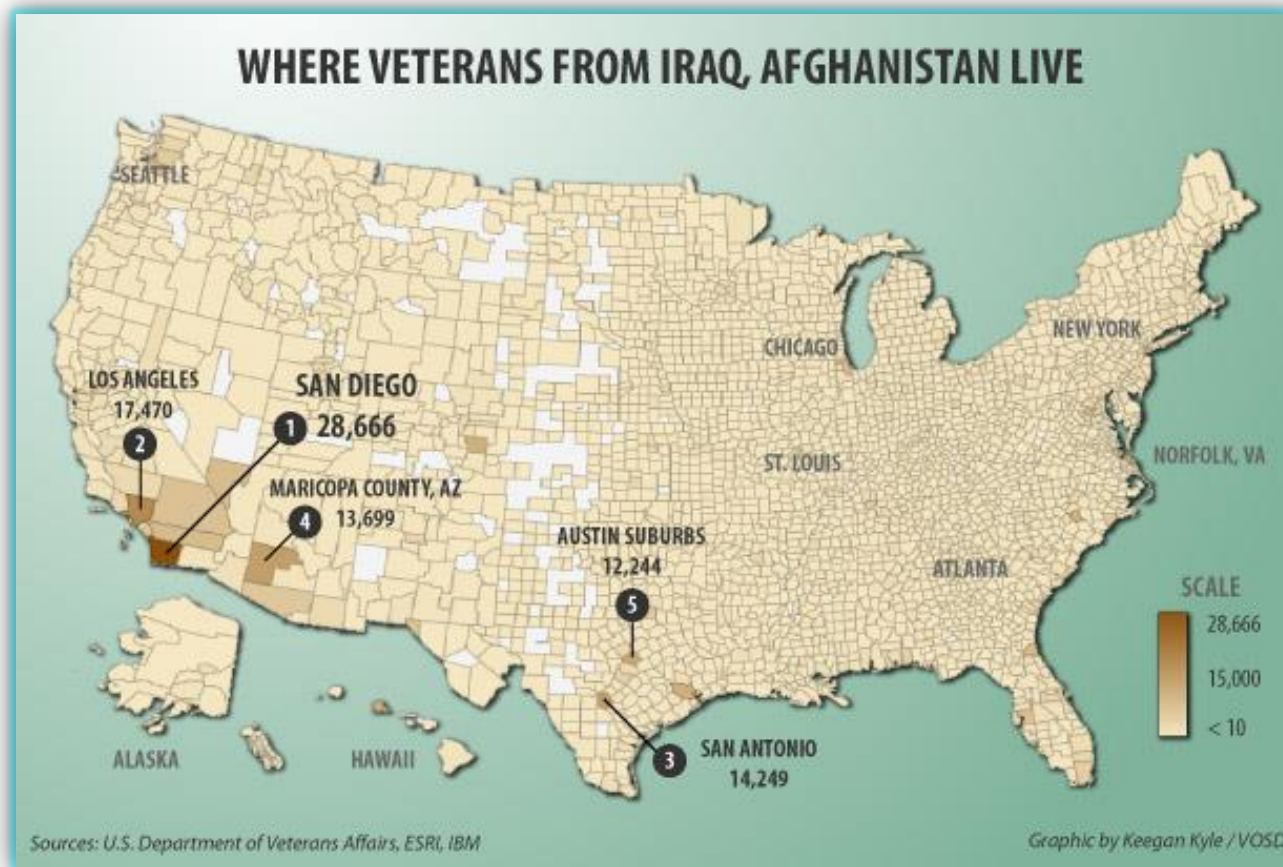 WHERE VETERANS FROM IRAQ, AFGHANISTAN LIVE
SEATTLE
NEW YORK
CHICAGO
LOS ANGELES
17,470
2
SAN DIEGO
1 28,666
ST. LOUIS
NORFOLK, VA
MARICOPA COUNTY, AZ
4 13,699
AUSTIN SUBURBS
12,244
5
ATLANTA
SCALE
28,666
15,000
< 10
SAN ANTONIO
3 14,249
ALASKA
HAWAII
Sources: U.S. Department of Veterans Affairs, ESRI, IBM
Graphic by Keegan Kyle / VOSD